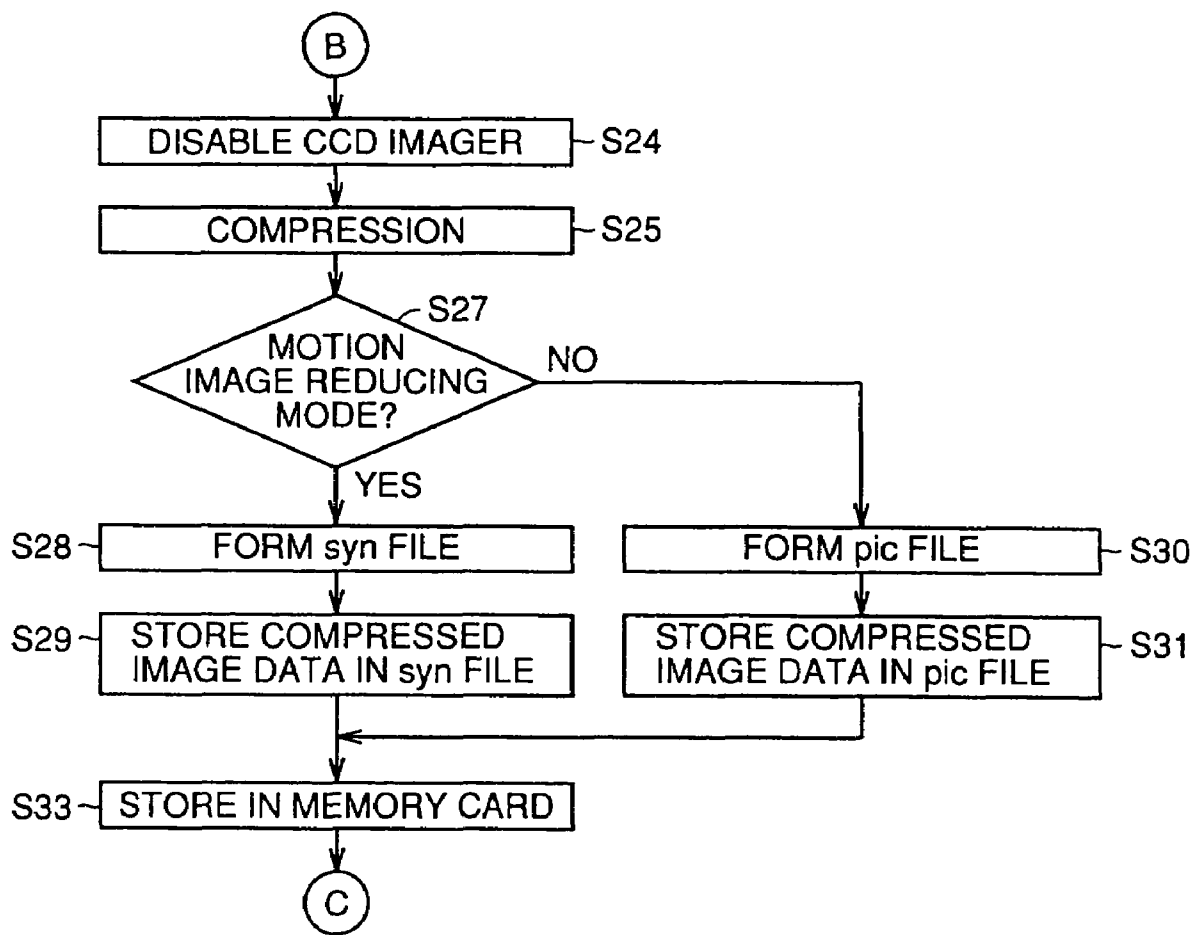 B
DISABLE CCD IMAGER
S24
COMPRESSION
S25
S27
MOTION
IMAGE REDUCING
MODE?
NO
YES
S28
FORM syn FILE
FORM pic FILE
S30
S29
STORE COMPRESSED
IMAGE DATA IN syn FILE
STORE COMPRESSED
IMAGE DATA IN pic FILE
S31
S33
STORE IN MEMORY CARD
C